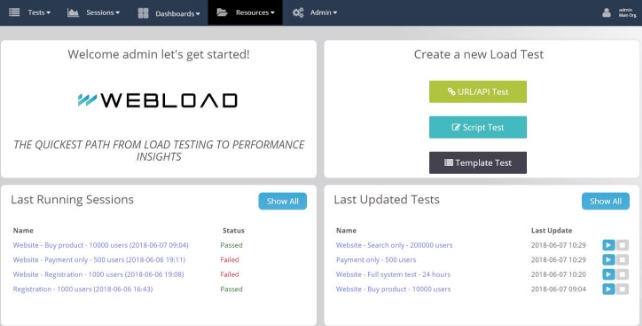 Tests
Sessions
Dashboards
Resources
Admin
admin
Main Org.
Welcome admin let's get started!
WEBLOAD
THE QUICKEST PATH FROM LOAD TESTING TO PERFORMANCE
INSIGHTS
Create a new Load Test
URL/API Test
Script Test
Template Test
Last Running Sessions
Show All
Name Status
Website - Buy product - 10000 users (2018-06-07 09:04) Passed
Website - Payment only - 500 users (2018-06-06 19:11) Failed
Website - Registration - 1000 users (2018-06-06 19:08) Failed
Registration - 1000 users (2018-06-06 16:43) Passed
Last Updated Tests
Show All
Name Last Update
Website - Search only - 200000 users 2018-06-07 10:29
Payment only - 500 users 2018-06-07 10:29
Website - Full system test - 24 hours 2018-06-07 10:20
Website - Buy product - 10000 users 2018-06-07 09:04